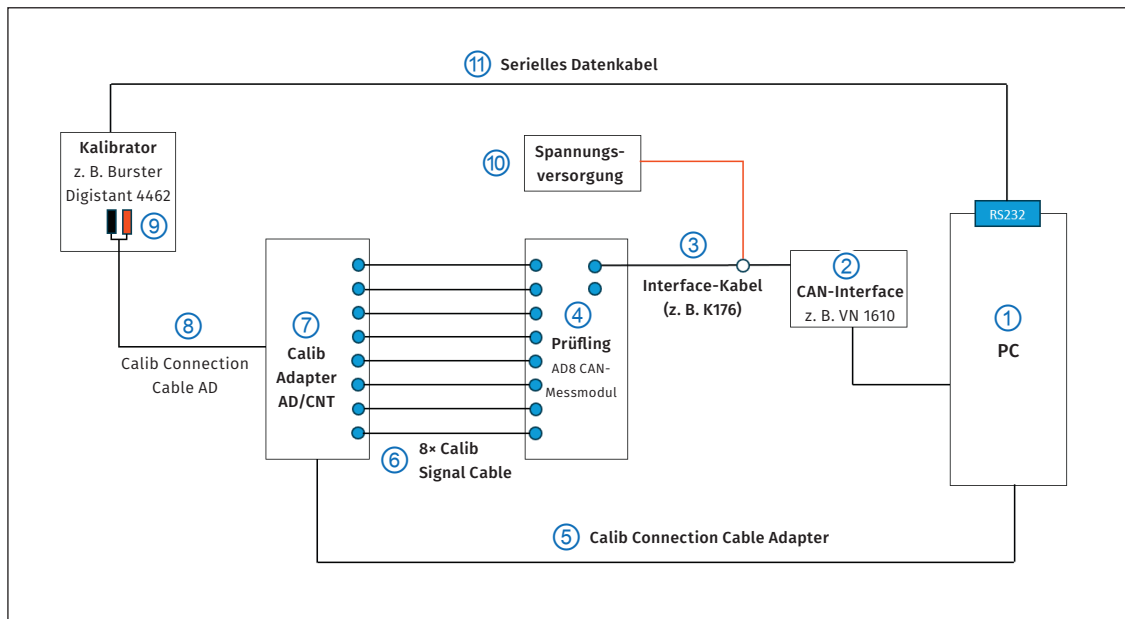 ⑪ Serielles Datenkabel
Kalibrator
z. B. Burster
Digistant 4462
⑨
⑩ Spannungs-
versorgung
RS232
③
Interface-Kabel
(z. B. K176)
②
CAN-Interface
z. B. VN 1610
①
PC
⑧
Calib Connection
Cable AD
⑦
Calib
Adapter
AD/CNT
④
Prüfling
AD8 CAN-
Messmodul
⑥ 8× Calib
Signal Cable
⑤ Calib Connection Cable Adapter